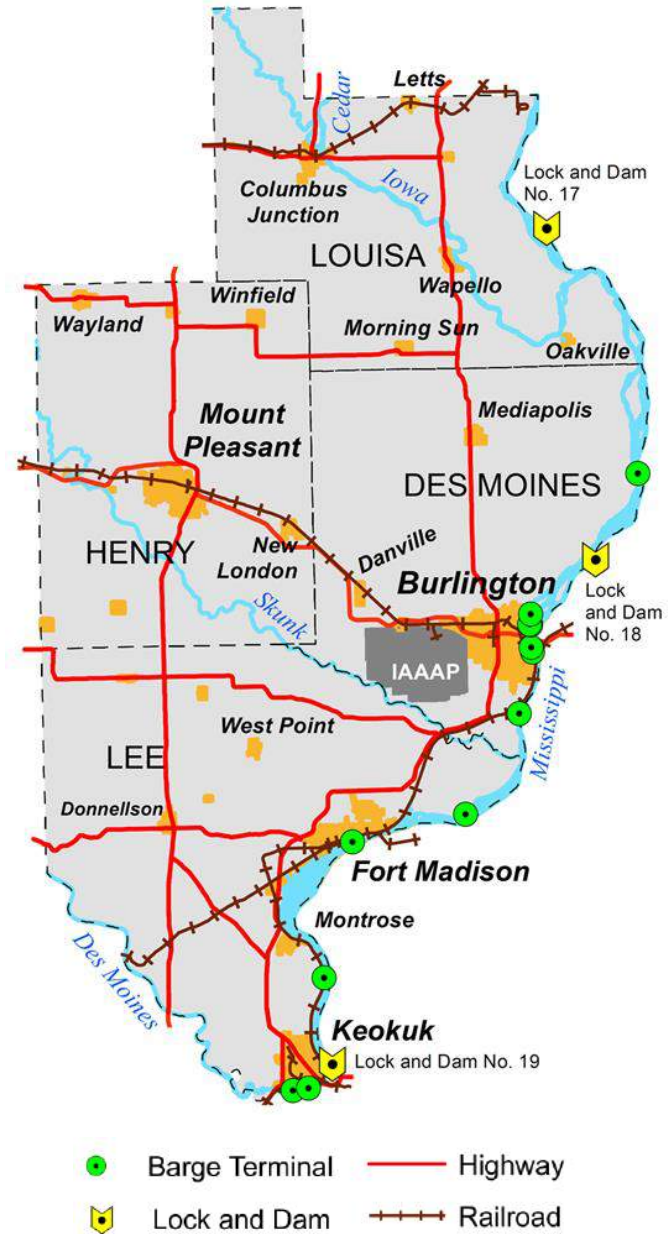 Letts
Cedar
Columbus
Junction
Iowa
Lock and Dam
No. 17
LOUISA
Wapello
Winfield
Wayland
Morning Sun
Oakville
Mount
Pleasant
Mediapolis
DES MOINES
HENRY
New
London
Danville
Burlington
Lock
and Dam
No. 18
Skunk
IAAAP
Mississippi
West Point
LEE
Donnellson
Fort Madison
Montrose
Des Moines
Keokuk
Lock and Dam No. 19
Barge Terminal
Highway
Lock and Dam
Railroad